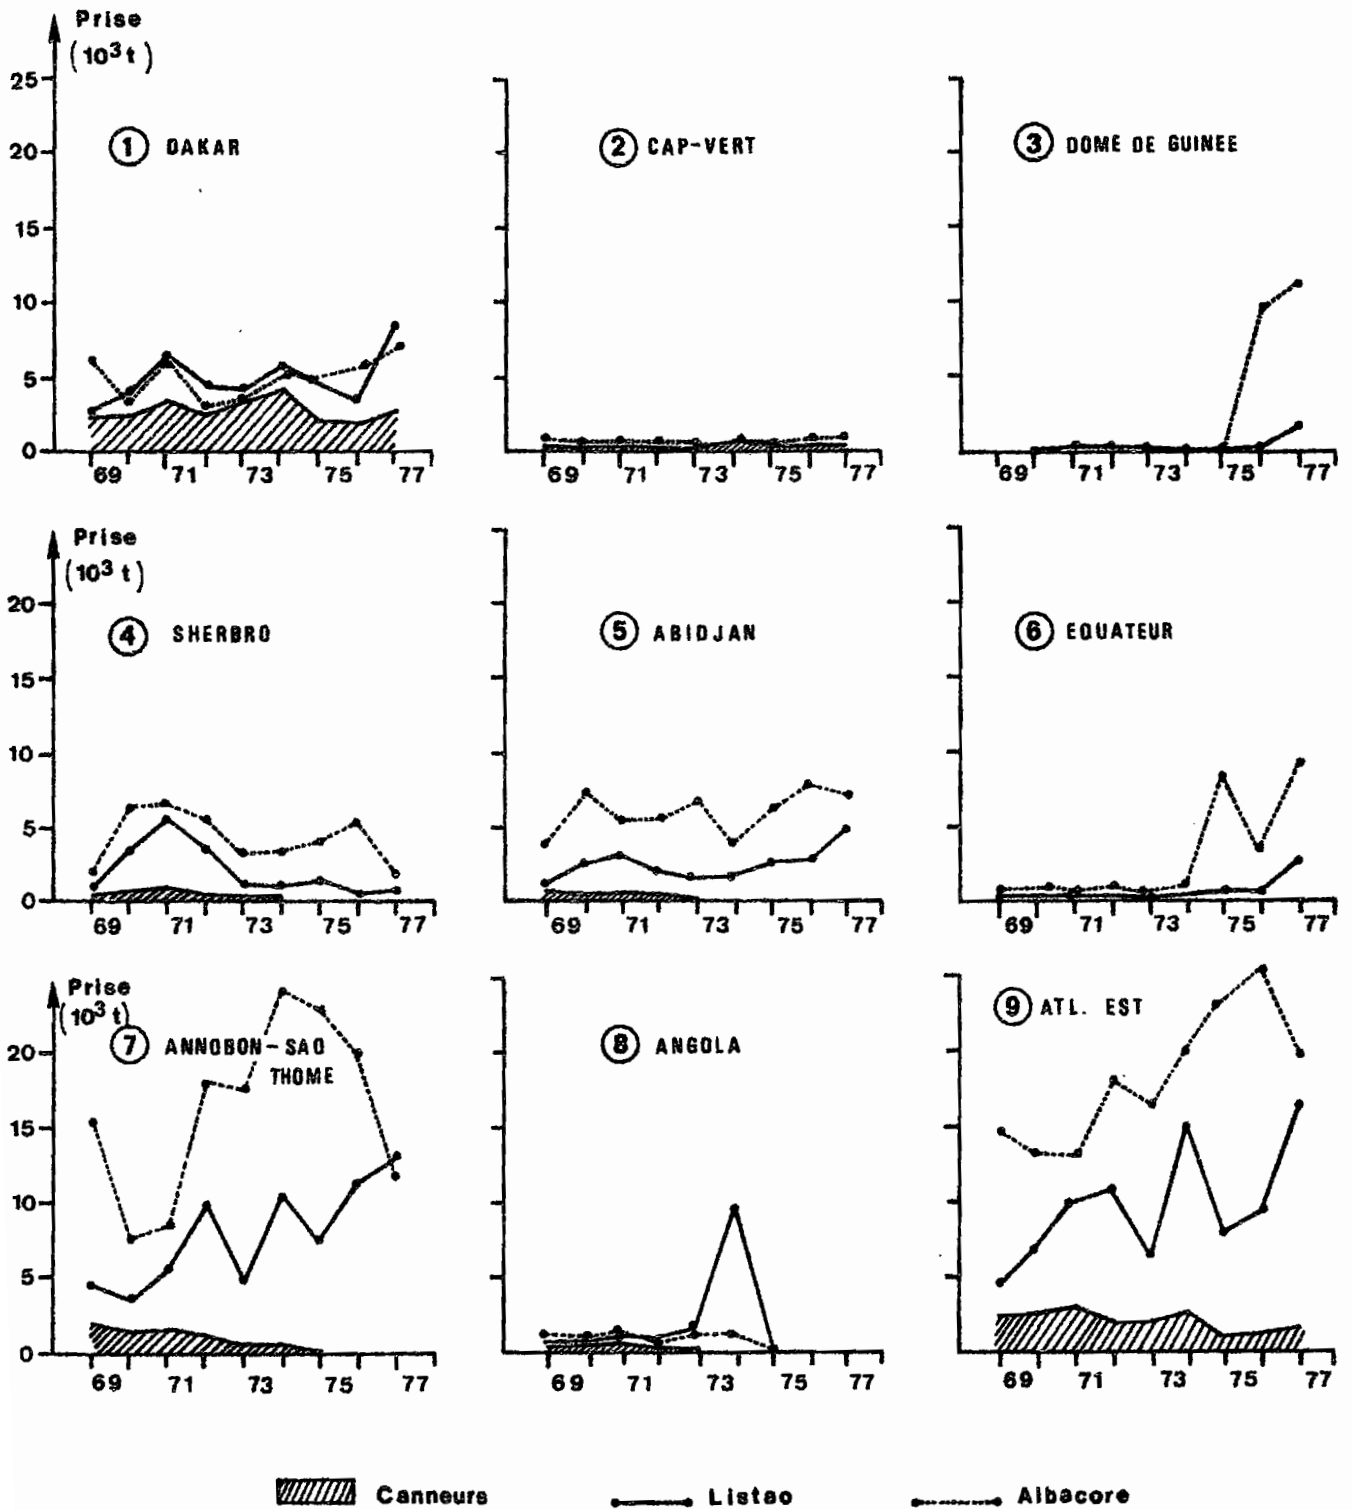 Prise
(10³ t)
25
20
15
10
5
0
1 DAKAR
69 71 73 75 77
2 CAP-VERT
69 71 73 75 77
3 DOME DE GUINEE
69 71 73 75 77
Prise
(10³ t)
20
15
10
5
0
4 SHERBRO
69 71 73 75 77
5 ABIDJAN
69 71 73 75 77
6 EQUATEUR
69 71 73 75 77
Prise
(10³ t)
20
15
10
5
0
7 ANNOBON-SAO
THOME
69 71 73 75 77
8 ANGOLA
69 71 73 75 77
9 ATL. EST
69 71 73 75 77
Canneurs Listao Albacore